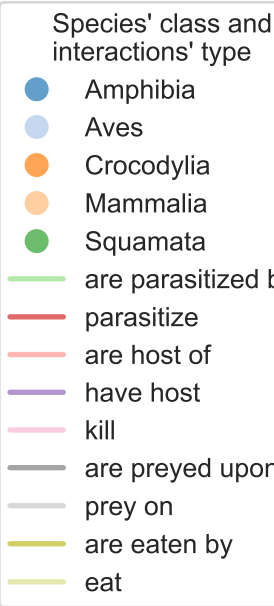 Species' class and
interactions' type
Amphibia
Aves
Crocodylia
Mammalia
Squamata
are parasitized
parasitize
are host of
have host
kill
are preyed upon
prey on
are eaten by
eat